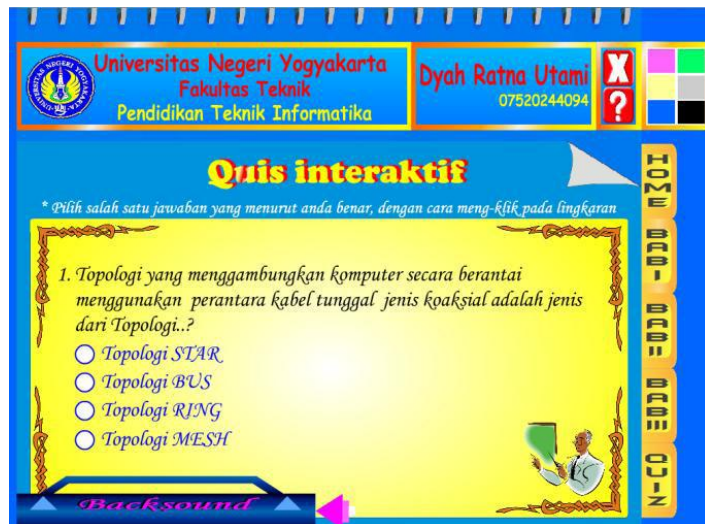 Universitas Negeri Yogyakarta
Fakultas Teknik
Pendidikan Teknik Informatika
Dyah Ratna Utami
07520244094
X
?
Quis interaktif
* Pilih salah satu jawaban yang menurut anda benar, dengan cara meng-klik pada lingkaran
1. Topologi yang menggambungkan komputer secara berantai
menggunakan perantara kabel tunggal jenis koaksial adalah jenis
dari Topologi..?
Topologi STAR
Topologi BUS
Topologi RING
Topologi MESH
Backsound
HOME
BAB I
BAB II
BAB III
QUIZ